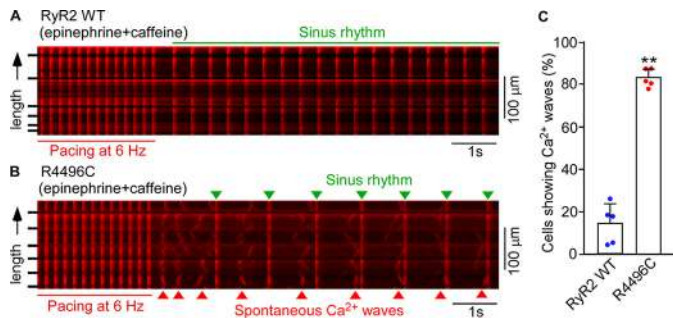 A
RyR2 WT
(epinephrine+caffeine)
Sinus rhythm
length
100 μm
Pacing at 6 Hz
1s
B
R4496C
(epinephrine+caffeine)
Sinus rhythm
length
100 μm
Pacing at 6 Hz
Spontaneous Ca²⁺ waves
1s
C
Cells showing Ca²⁺ waves (%)
100
80
60
40
20
0
**
RyR2 WT
R4496C